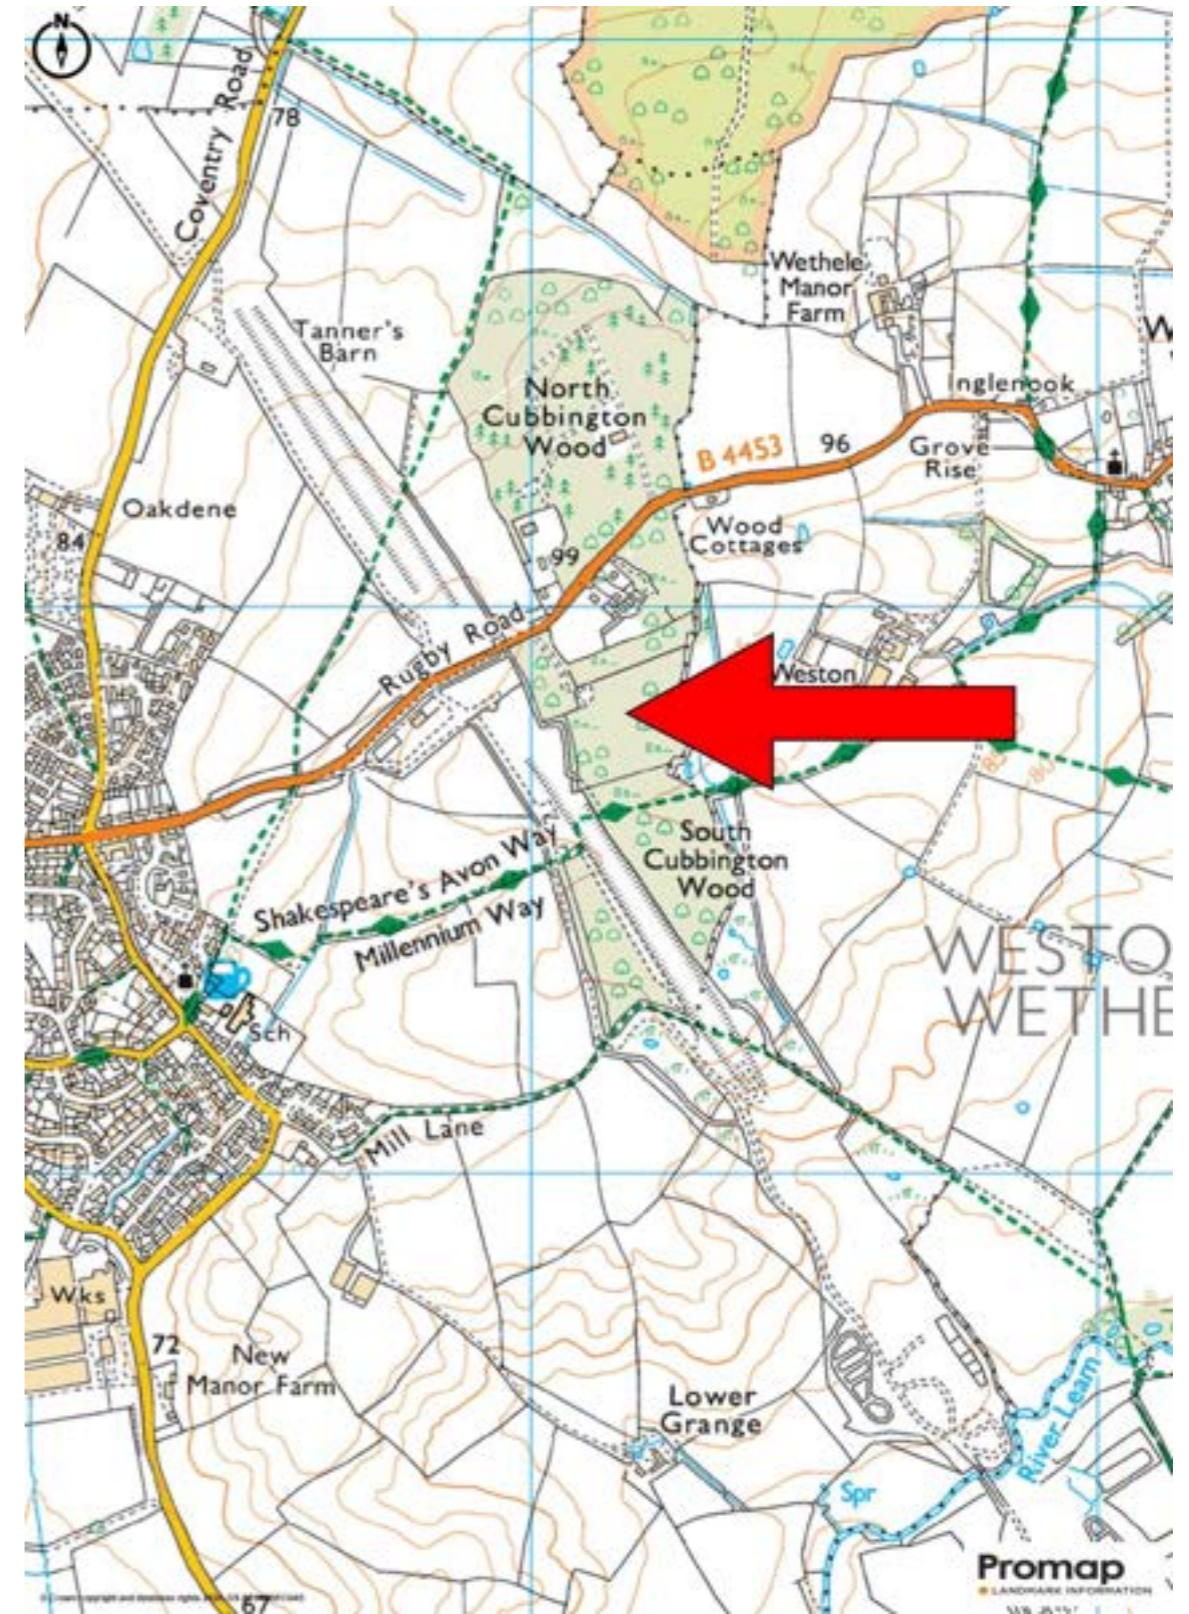 N
Coventry Road
78
Tanner's
Barn
Wethele
Manor
Farm
W
North
Cubbington
Wood
Inglenook
B 4453
96
Grove
Rise
Oakdene
84
99
Wood
Cottages
Rugby Road
Weston
85
80
South
Cubbington
Wood
Shakespeare's Avon Way
Millennium Way
WESTO
WETHE
Sch
Mill Lane
Wks
72
New
Manor Farm
Lower
Grange
River Leam
Spr
Promap
LANDMARK INFORMATION
67